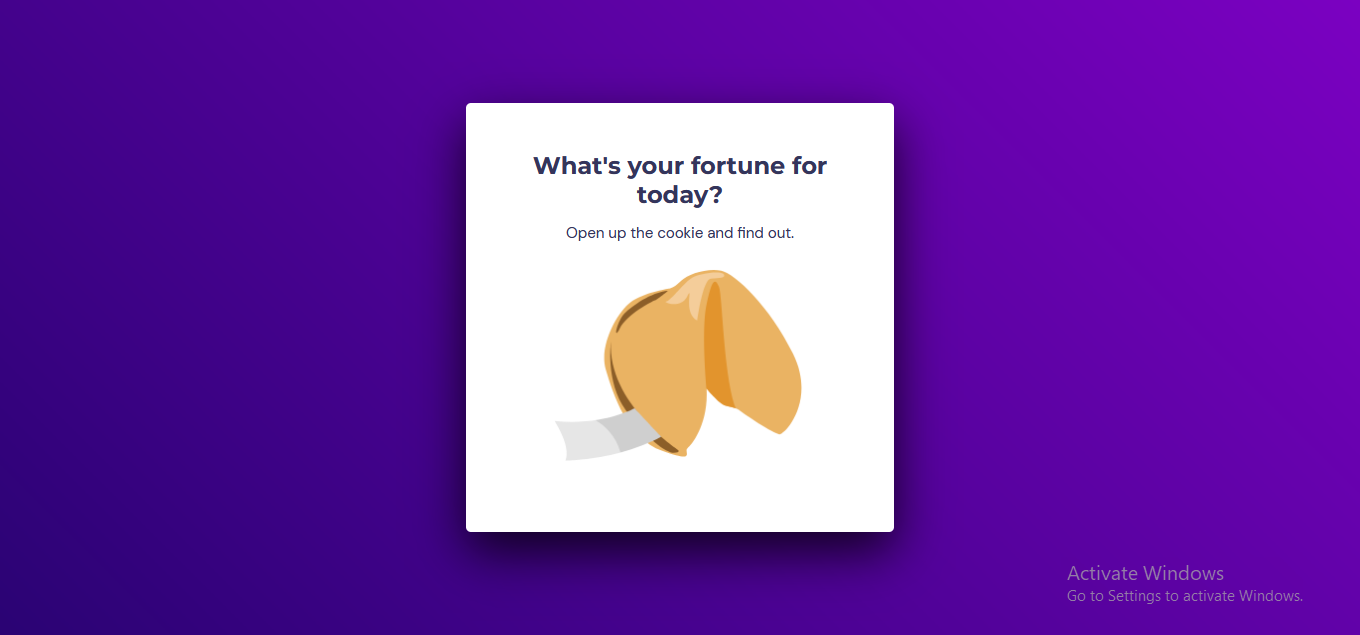 What's your fortune for
today?
Open up the cookie and find out.
Activate Windows
Go to Settings to activate Windows.